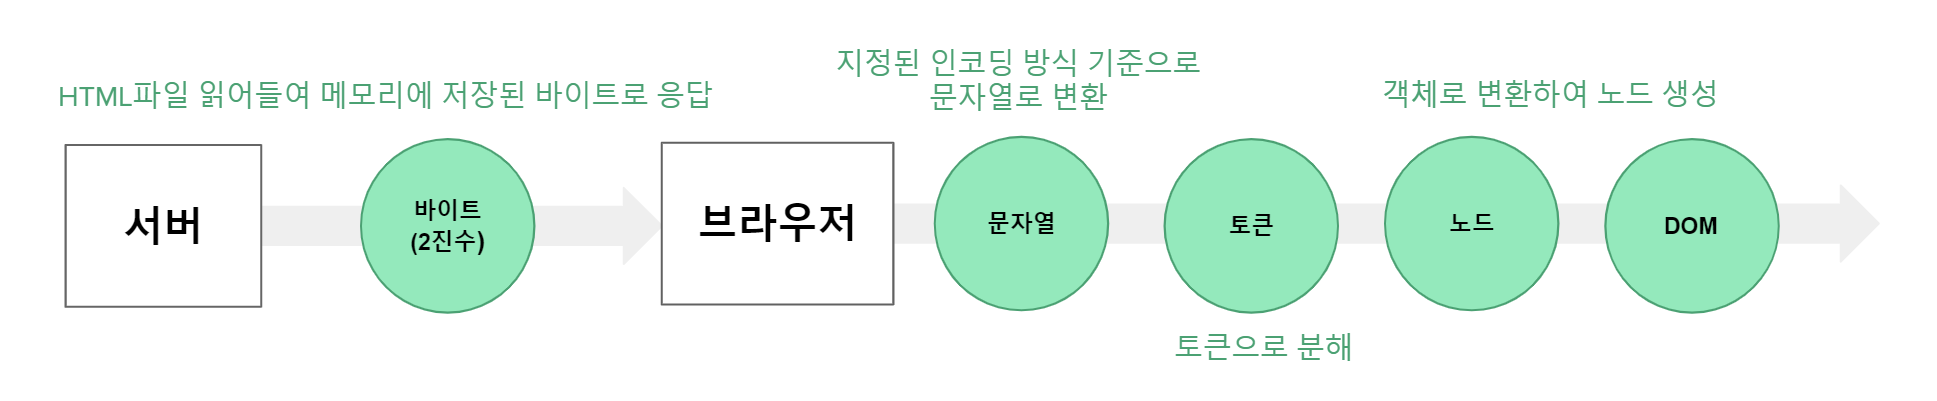 HTML파일 읽어들여 메모리에 저장된 바이트로 응답
지정된 인코딩 방식 기준으로
문자열로 변환
객체로 변환하여 노드 생성
서버
바이트
(2진수)
브라우저
문자열
토큰
노드
DOM
토큰으로 분해